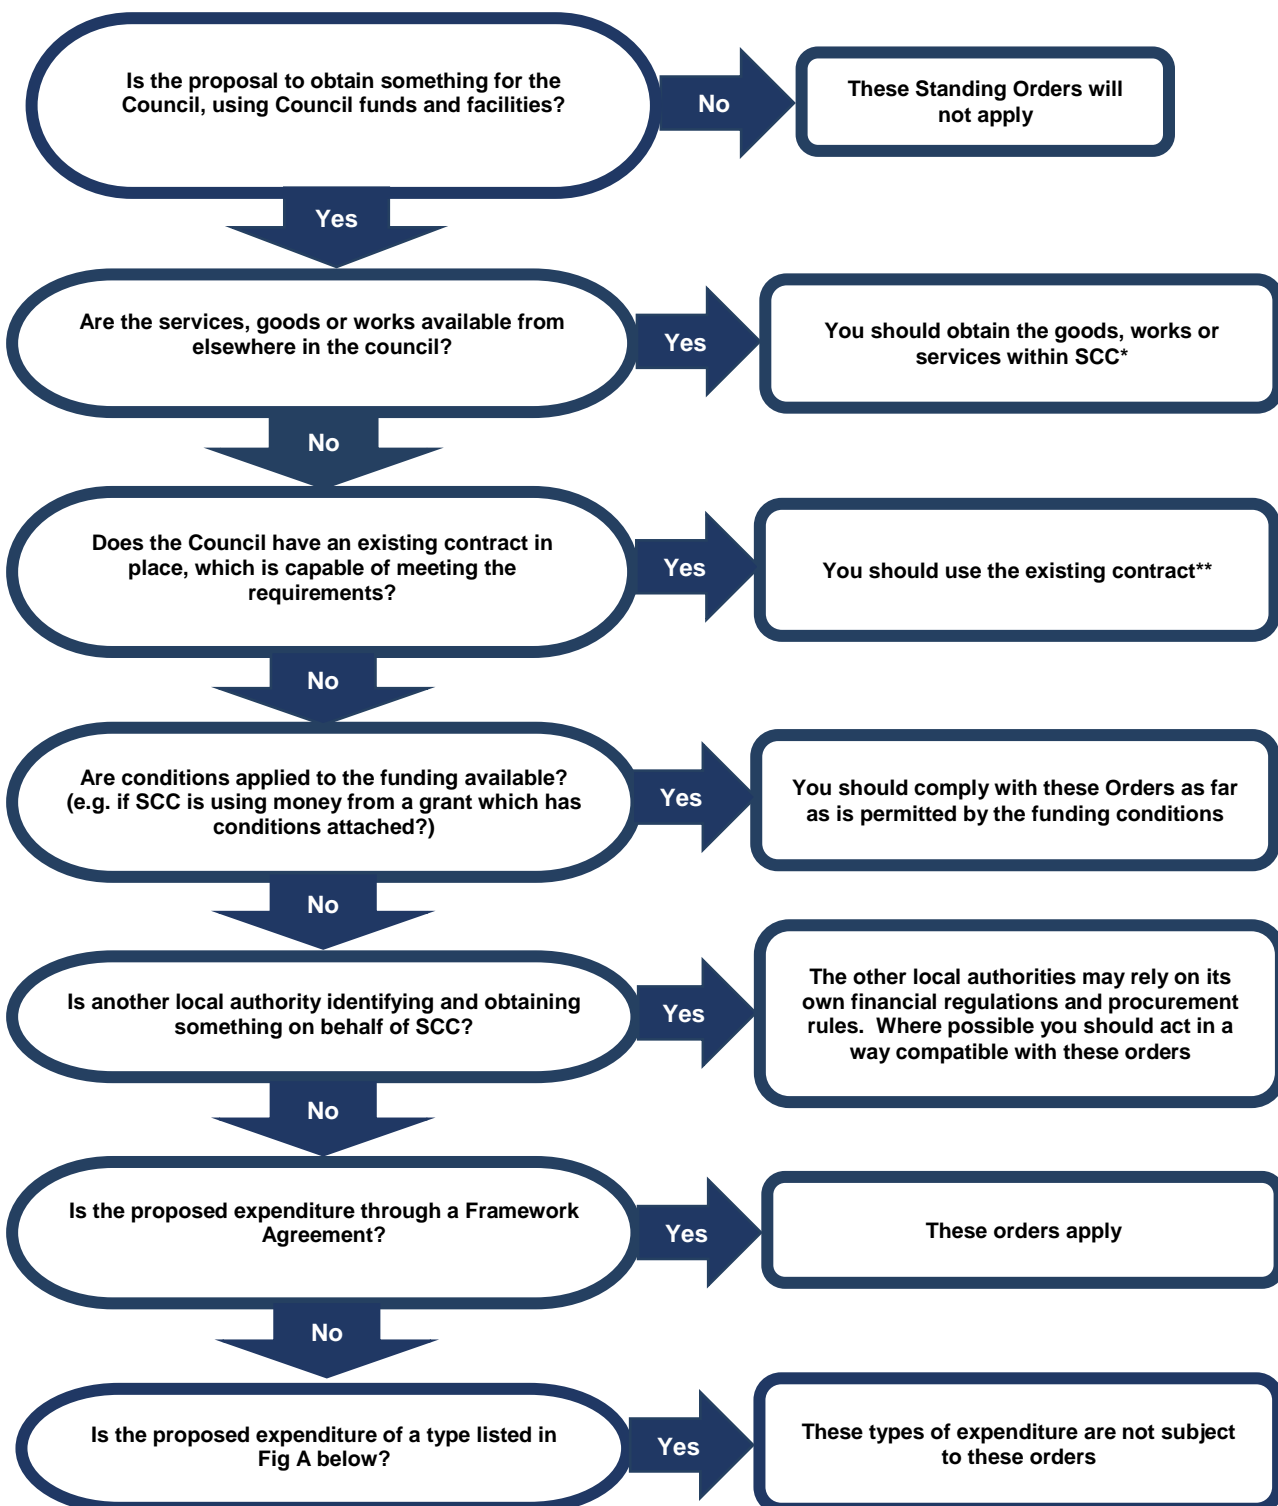 Is the proposal to obtain something for the
Council, using Council funds and facilities?
No
These Standing Orders will
not apply
Yes
Are the services, goods or works available from
elsewhere in the council?
Yes
You should obtain the goods, works or
services within SCC*
No
Does the Council have an existing contract in
place, which is capable of meeting the
requirements?
Yes
You should use the existing contract**
No
Are conditions applied to the funding available?
(e.g. if SCC is using money from a grant which has
conditions attached?)
Yes
You should comply with these Orders as far
as is permitted by the funding conditions
No
Is another local authority identifying and obtaining
something on behalf of SCC?
Yes
The other local authorities may rely on its
own financial regulations and procurement
rules.  Where possible you should act in a
way compatible with these orders
No
Is the proposed expenditure through a Framework
Agreement?
Yes
These orders apply
No
Is the proposed expenditure of a type listed in
Fig A below?
Yes
These types of expenditure are not subject
to these orders